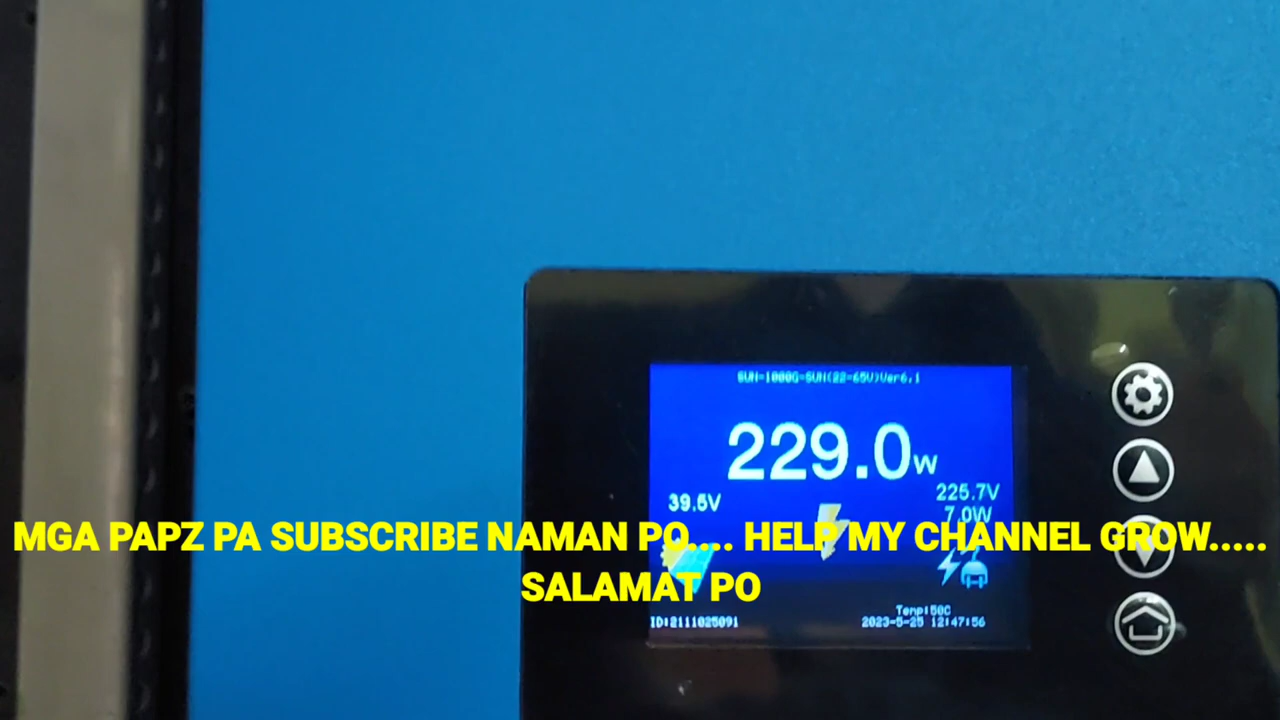 SUN-1000G-SUN(22-65V)Ver6.1
229.0W
39.5V
225.7V
7.0W
MGA PAPZ PA SUBSCRIBE NAMAN PO.... HELP MY CHANNEL GROW.....
SALAMAT PO
Temp:50C
ID:2111025091
2023-5-25 12:47:56